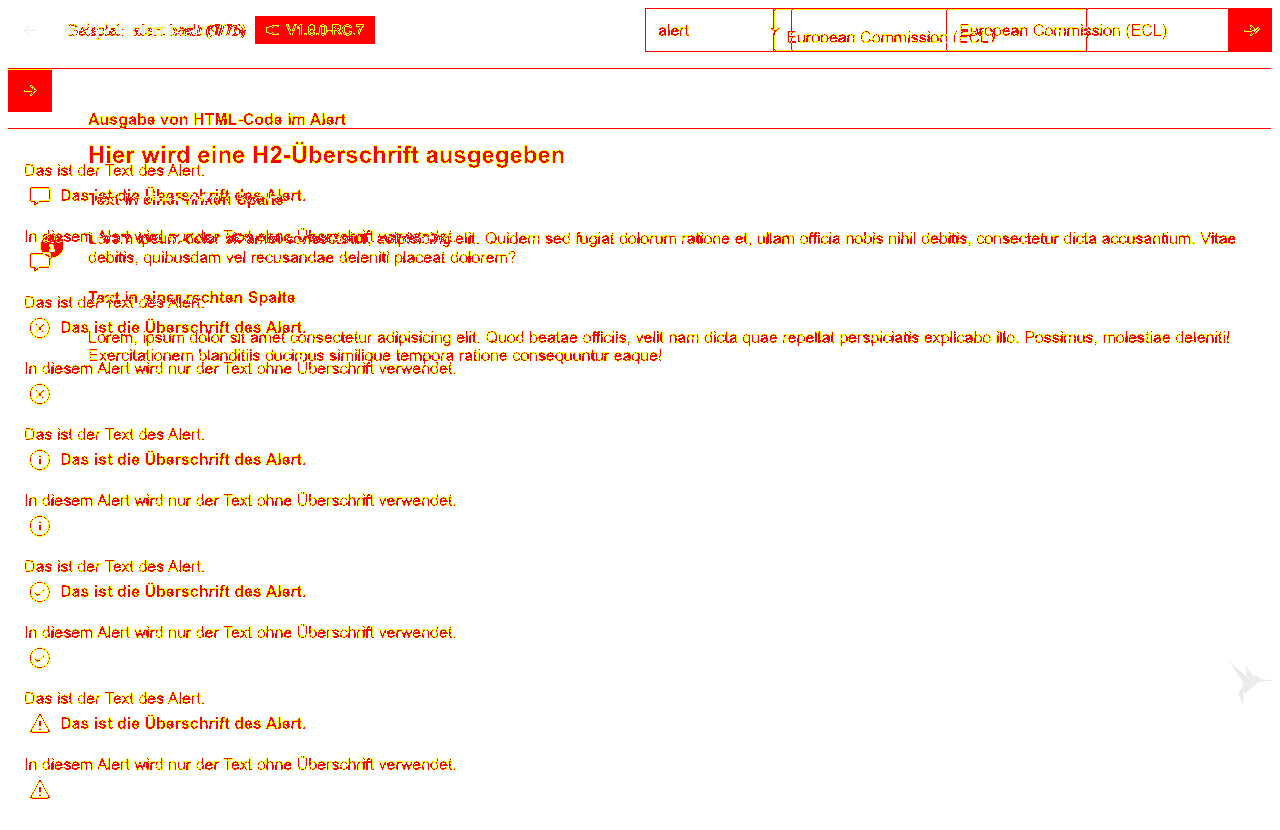 Beispiel: alert
V1.0.0-RC.7
alert
European Commission (ECL)
European Commission (ECL)
Ausgabe von HTML-Code im Alert
Hier wird eine H2-Überschrift ausgegeben
Das ist der Text des Alert.
Das ist die Überschrift des Alert.
Text in einer linken Spalte
In diesem Alert wird nur der Text ohne Überschrift verwendet.
Lorem ipsum dolor sit amet consectetur, adipisicing elit. Quidem sed fugiat dolorum ratione et, ullam officia nobis nihil debitis, consectetur dicta accusantium. Vitae
debitis, quibusdam vel recusandae deleniti placeat dolorem?
Text in einer rechten Spalte
Das ist der Text des Alert.
Das ist die Überschrift des Alert.
Lorem, ipsum dolor sit amet consectetur adipisicing elit. Quod beatae officiis, velit nam dicta quae repellat perspiciatis explicabo illo. Possimus, molestiae deleniti!
Exercitationem blanditiis ducimus similique tempora ratione consequuntur eaque!
In diesem Alert wird nur der Text ohne Überschrift verwendet.
Das ist der Text des Alert.
Das ist die Überschrift des Alert.
In diesem Alert wird nur der Text ohne Überschrift verwendet.
Das ist der Text des Alert.
Das ist die Überschrift des Alert.
In diesem Alert wird nur der Text ohne Überschrift verwendet.
Das ist der Text des Alert.
Das ist die Überschrift des Alert.
In diesem Alert wird nur der Text ohne Überschrift verwendet.